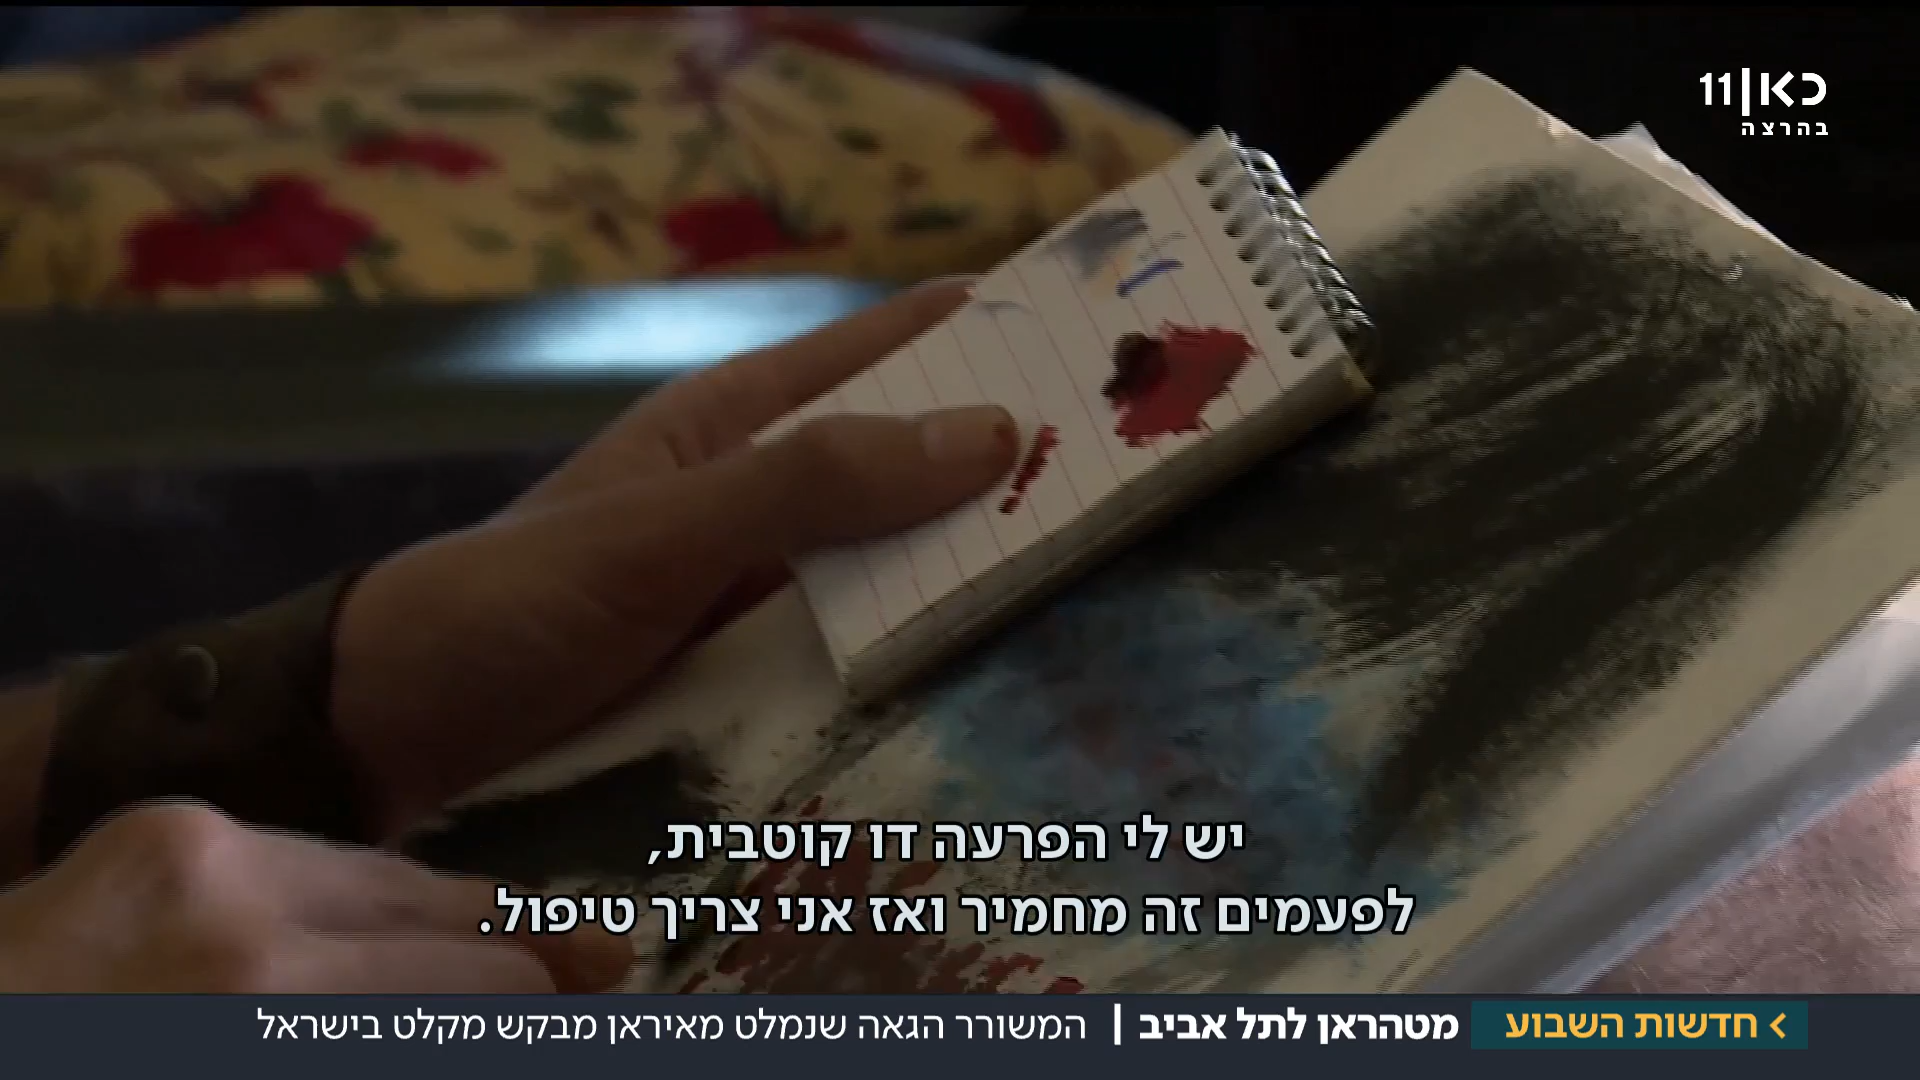 כאן 11
בהרצה
יש לי הפרעה דו קוטבית,
לפעמים זה מחמיר ואז אני צריך טיפול.
חדשות השבוע
מטהראן לתל אביב | המשורר הגאה שנמלט מאיראן מבקש מקלט בישראל